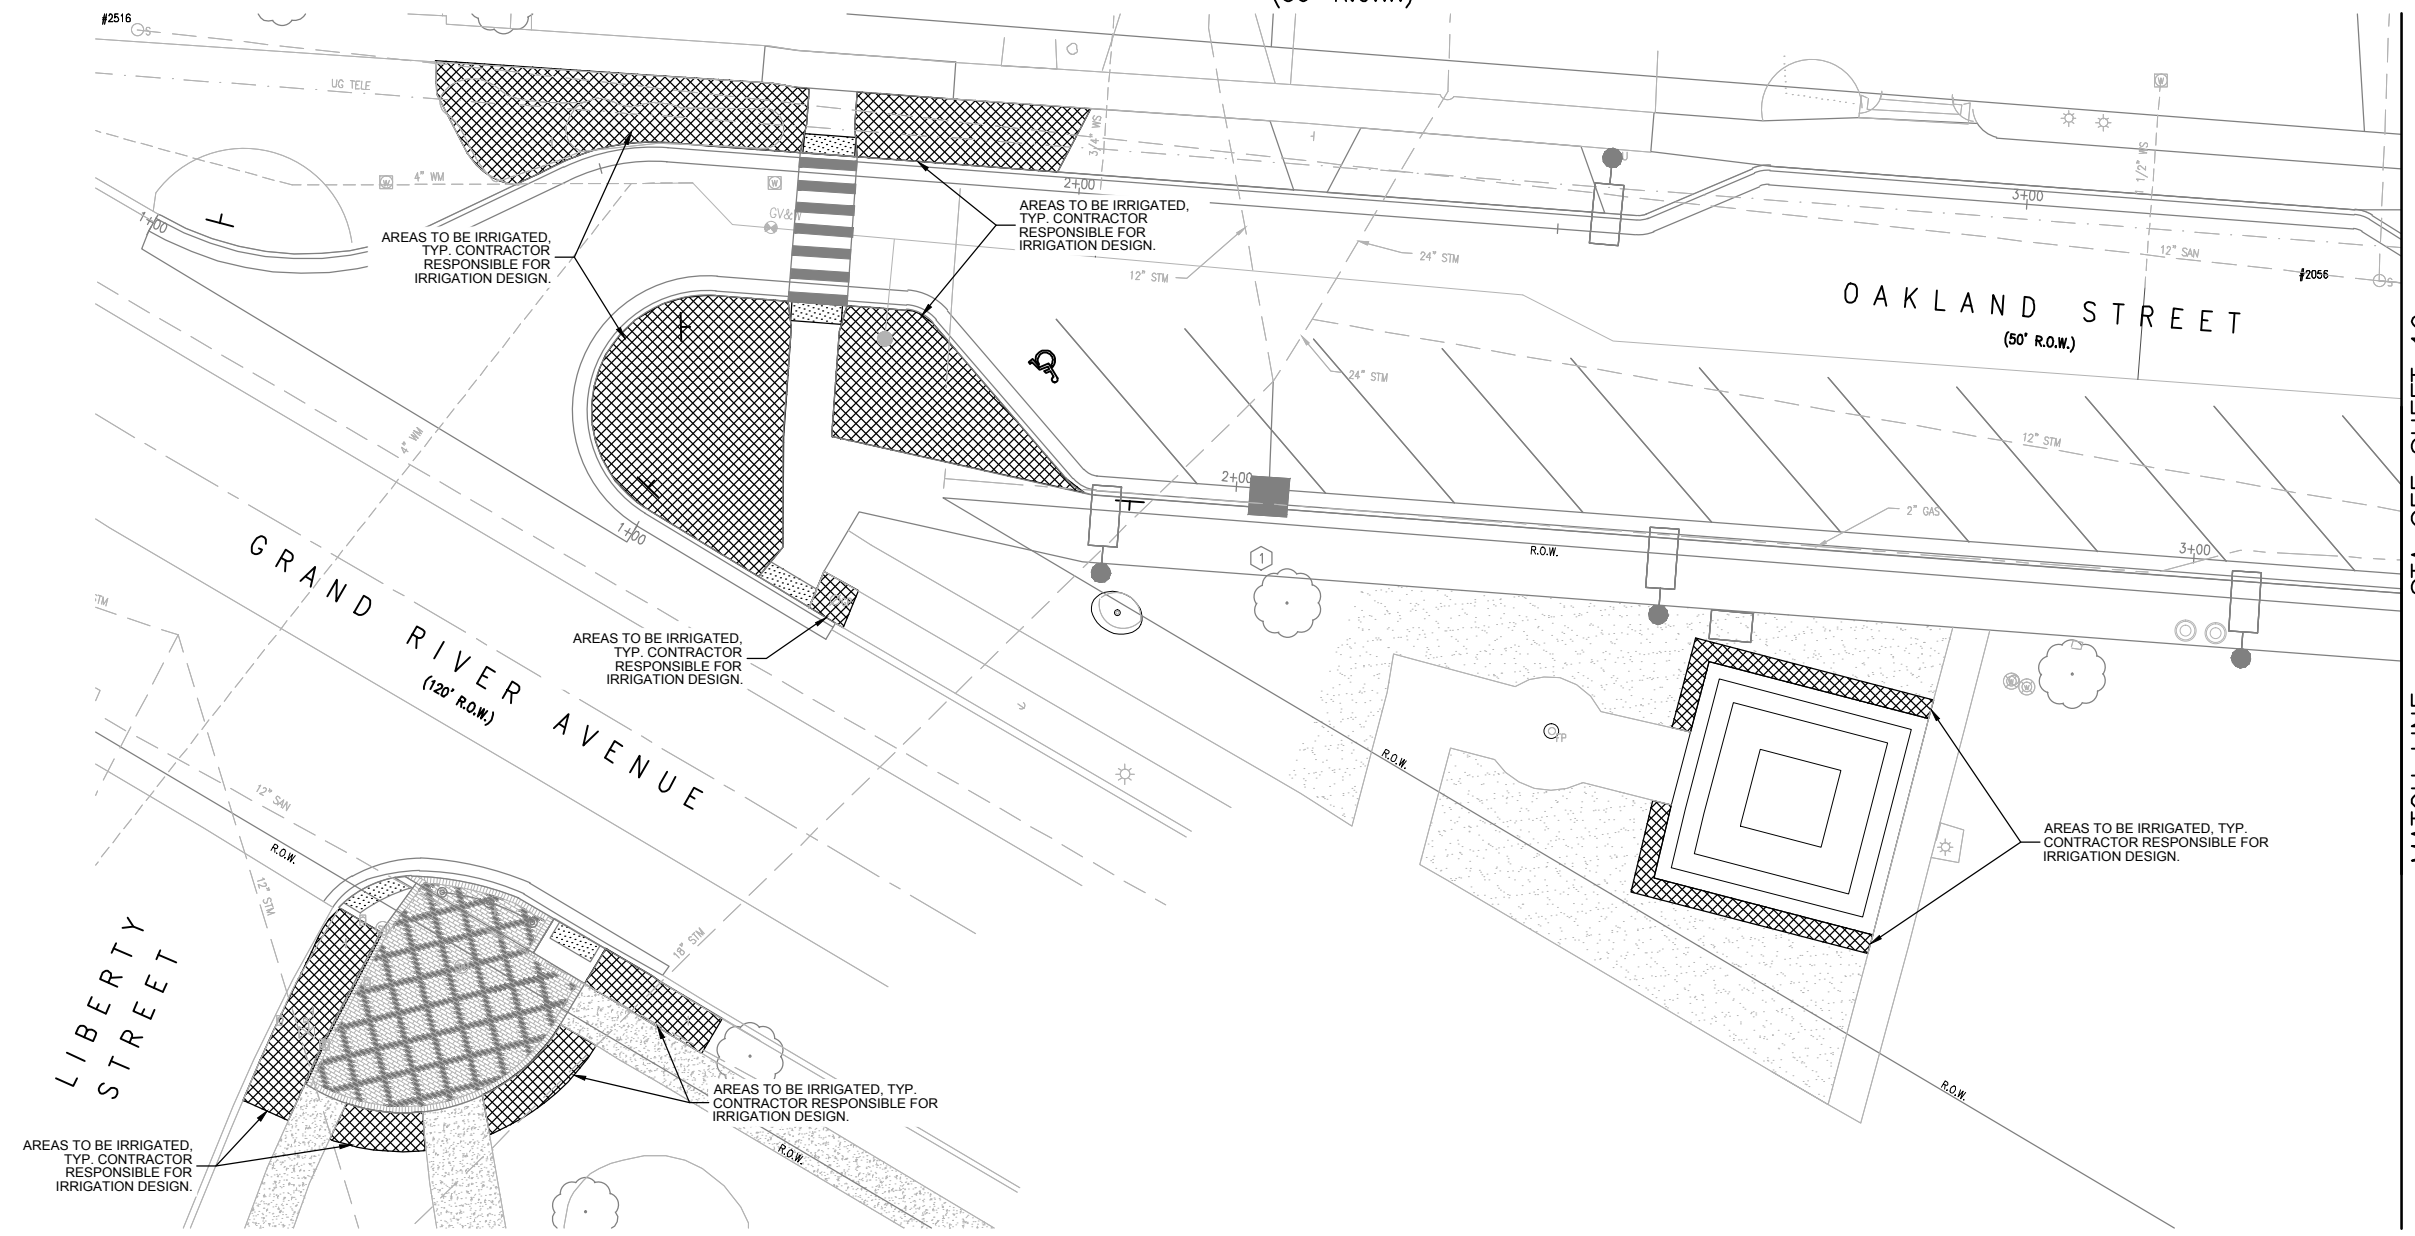 #2516
UG TELE
3/4" WS
4" WM
GV&W
1+00
2+00
3+00
1 1/2" WS
AREAS TO BE IRRIGATED,
TYP. CONTRACTOR
RESPONSIBLE FOR
IRRIGATION DESIGN.
AREAS TO BE IRRIGATED,
TYP. CONTRACTOR
RESPONSIBLE FOR
IRRIGATION DESIGN.
12" STM
24" STM
12" SAN
#2056
OAKLAND STREET
(50' R.O.W.)
24" STM
12" STM
4" WM
2+00
2" GAS
1+00
R.O.W.
3+00
1
GRAND RIVER AVENUE
(120' R.O.W.)
AREAS TO BE IRRIGATED,
TYP. CONTRACTOR
RESPONSIBLE FOR
IRRIGATION DESIGN.
TP
R.O.W.
12" SAN
R.O.W.
12" STM
18" STM
AREAS TO BE IRRIGATED, TYP.
CONTRACTOR RESPONSIBLE FOR
IRRIGATION DESIGN.
LIBERTY
STREET
AREAS TO BE IRRIGATED, TYP.
CONTRACTOR RESPONSIBLE FOR
IRRIGATION DESIGN.
R.O.W.
R.O.W.
AREAS TO BE IRRIGATED,
TYP. CONTRACTOR
RESPONSIBLE FOR
IRRIGATION DESIGN.